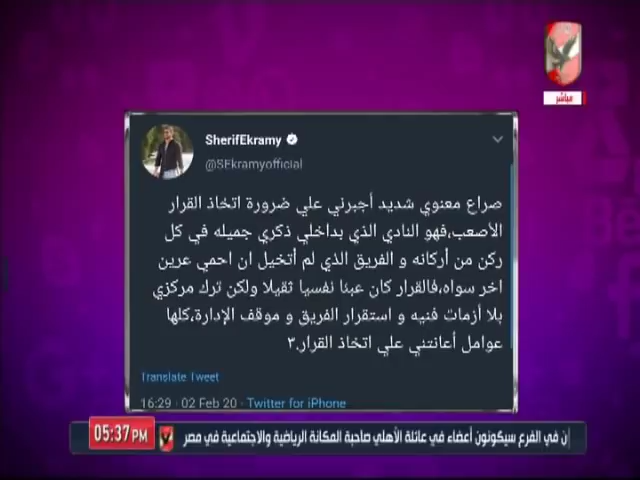 مباشر
SherifEkramy
@SEkramyofficial
صراع معنوي شديد أجبرني علي ضرورة اتخاذ القرار
الأصعب،فهو النادي الذي بداخلي ذكري جميله في كل
ركن من أركانه و الفريق الذي لم أتخيل ان احمي عرين
اخر سواه،فالقرار كان عبئا نفسيا ثقيلا ولكن ترك مركزي
بلا أزمات فنيه و استقرار الفريق و موقف الإدارة،كلها
عوامل أعانتني علي اتخاذ القرار.٣
Translate Tweet
16:29 · 02 Feb 20 · Twitter for iPhone
ن في الفرع سيكونون أعضاء في عائلة الأهلي صاحبة المكانة الرياضية والاجتماعية في مصر
05:37 PM